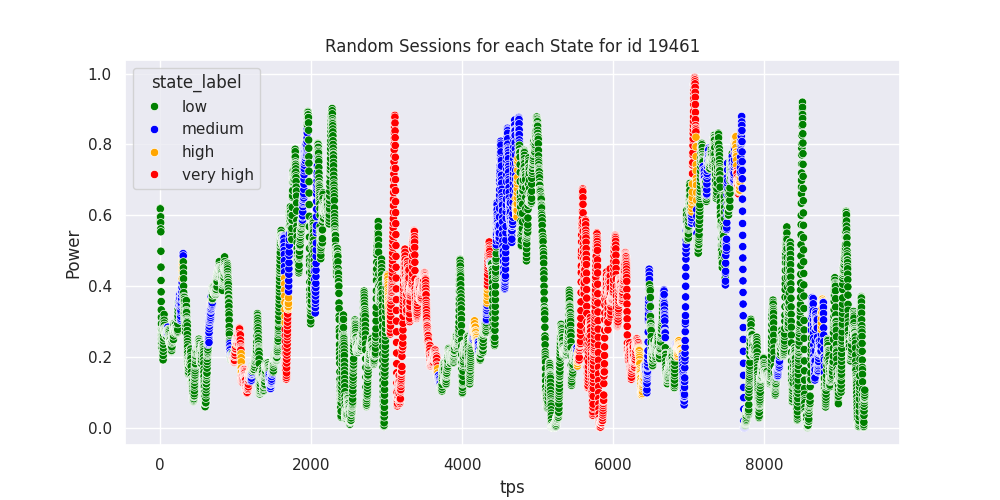 Random Sessions for each State for id 19461
state_label
low
medium
high
very high
Power
1.0
0.8
0.6
0.4
0.2
0.0
0 2000 4000 6000 8000
tps